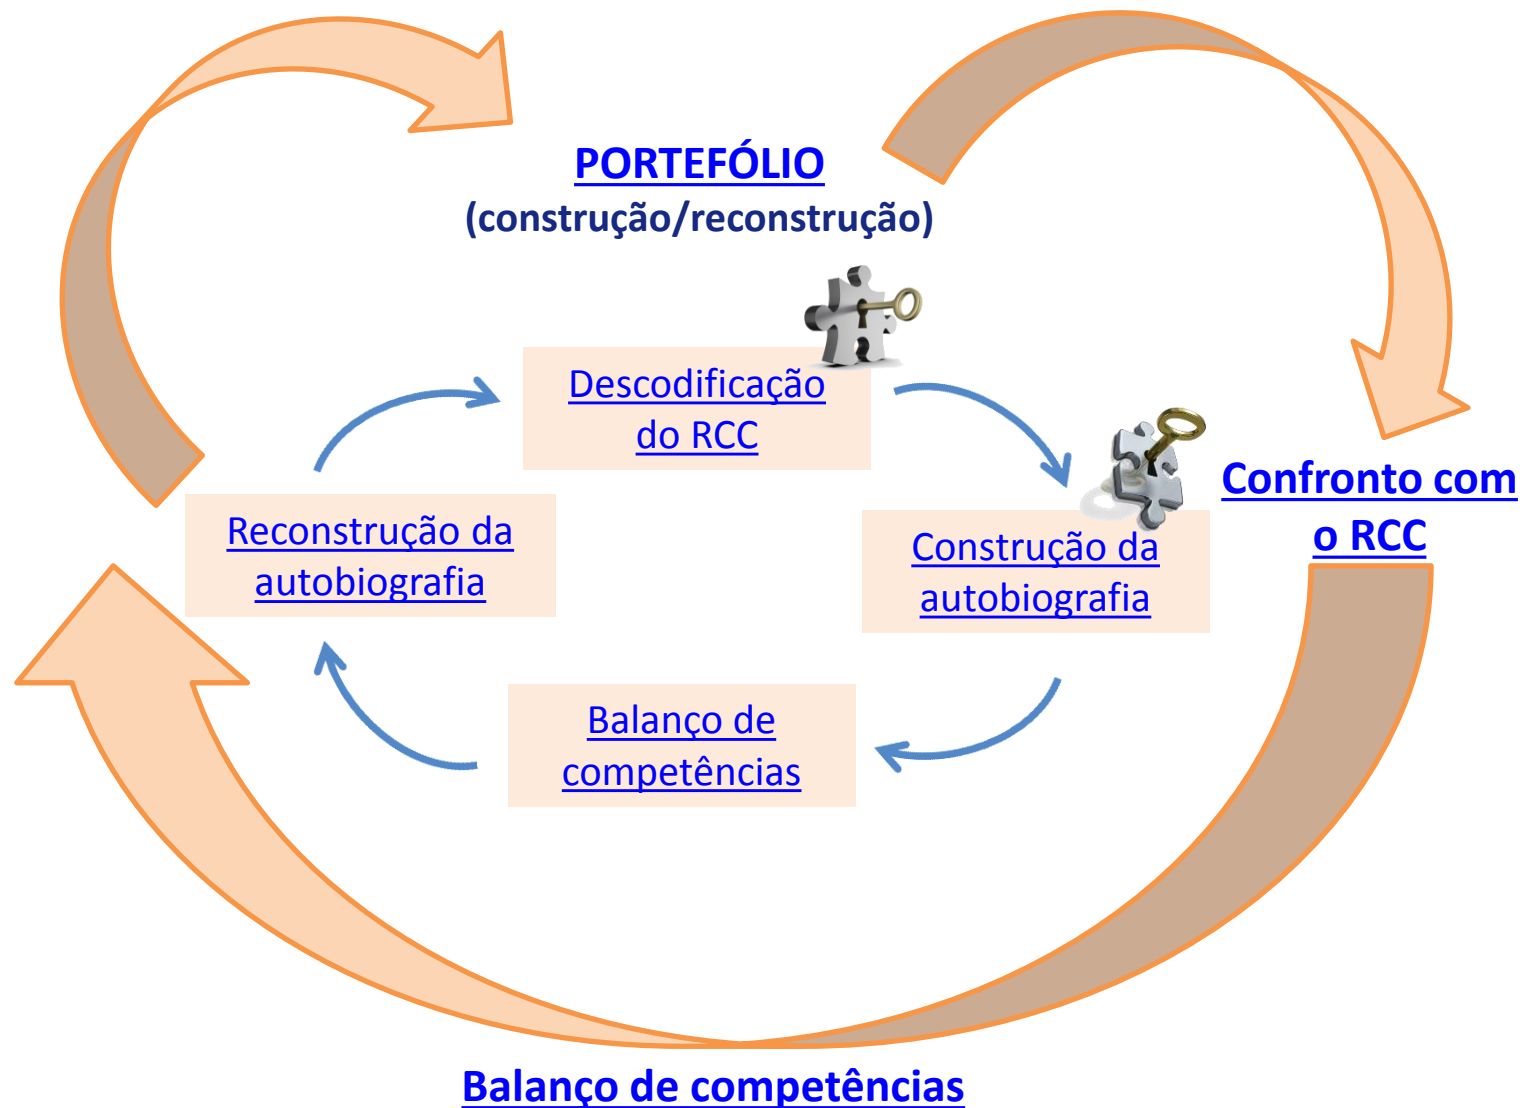 PORTEFÓLIO
(construção/reconstrução)
Descodificação
do RCC
Confronto com
o RCC
Reconstrução da
autobiografia
Construção da
autobiografia
Balanço de
competências
Balanço de competências